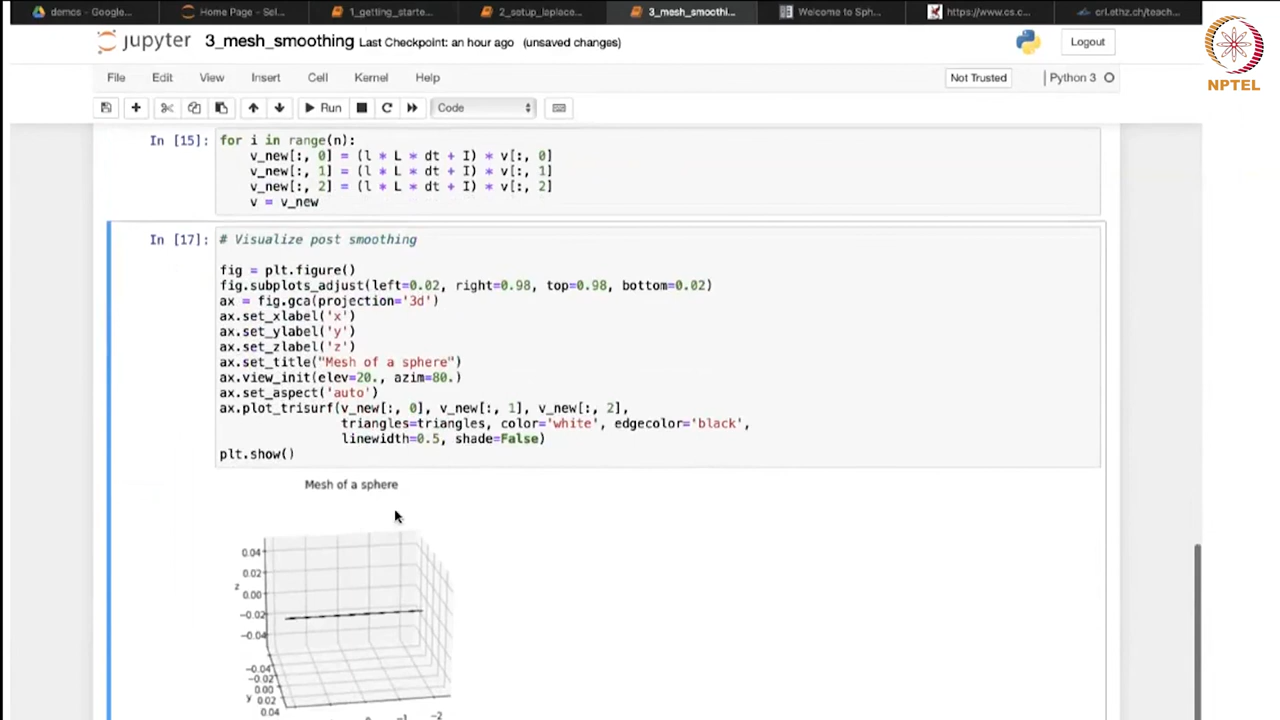 demos – Google...
Home Page - Sel...
1_getting_starte...
2_setup_laplace...
3_mesh_smoothi...
Welcome to Sph...
https://www.cs.c...
crl.ethz.ch/teach...
jupyter 3_mesh_smoothing Last Checkpoint: an hour ago (unsaved changes)
Logout
NPTEL
File Edit View Insert Cell Kernel Help
Not Trusted
Python 3
Run
Code
In [15]:
for i in range(n):
v_new[:, 0] = (l * L * dt + I) * v[:, 0]
v_new[:, 1] = (l * L * dt + I) * v[:, 1]
v_new[:, 2] = (l * L * dt + I) * v[:, 2]
v = v_new
In [17]:
# Visualize post smoothing
fig = plt.figure()
fig.subplots_adjust(left=0.02, right=0.98, top=0.98, bottom=0.02)
ax = fig.gca(projection='3d')
ax.set_xlabel('x')
ax.set_ylabel('y')
ax.set_zlabel('z')
ax.set_title("Mesh of a sphere")
ax.view_init(elev=20., azim=80.)
ax.set_aspect('auto')
ax.plot_trisurf(v_new[:, 0], v_new[:, 1], v_new[:, 2],
triangles=triangles, color='white', edgecolor='black',
linewidth=0.5, shade=False)
plt.show()
Mesh of a sphere
0.04
0.02
z
0.00
−0.02
−0.04
−0.04
−0.02
0.00
y 0.02
0.04
0 −1 −2